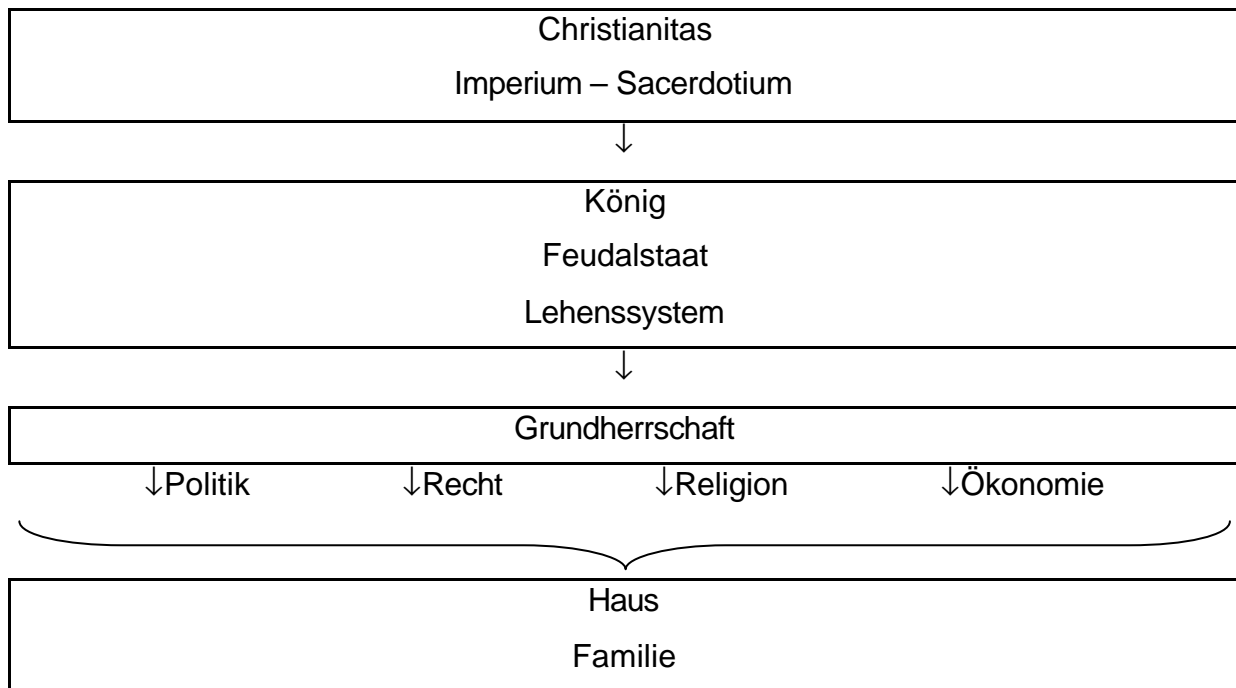 Christianitas
Imperium – Sacerdotium
↓
König
Feudalstaat
Lehenssystem
↓
Grundherrschaft
↓Politik ↓Recht ↓Religion ↓Ökonomie
Haus
Familie